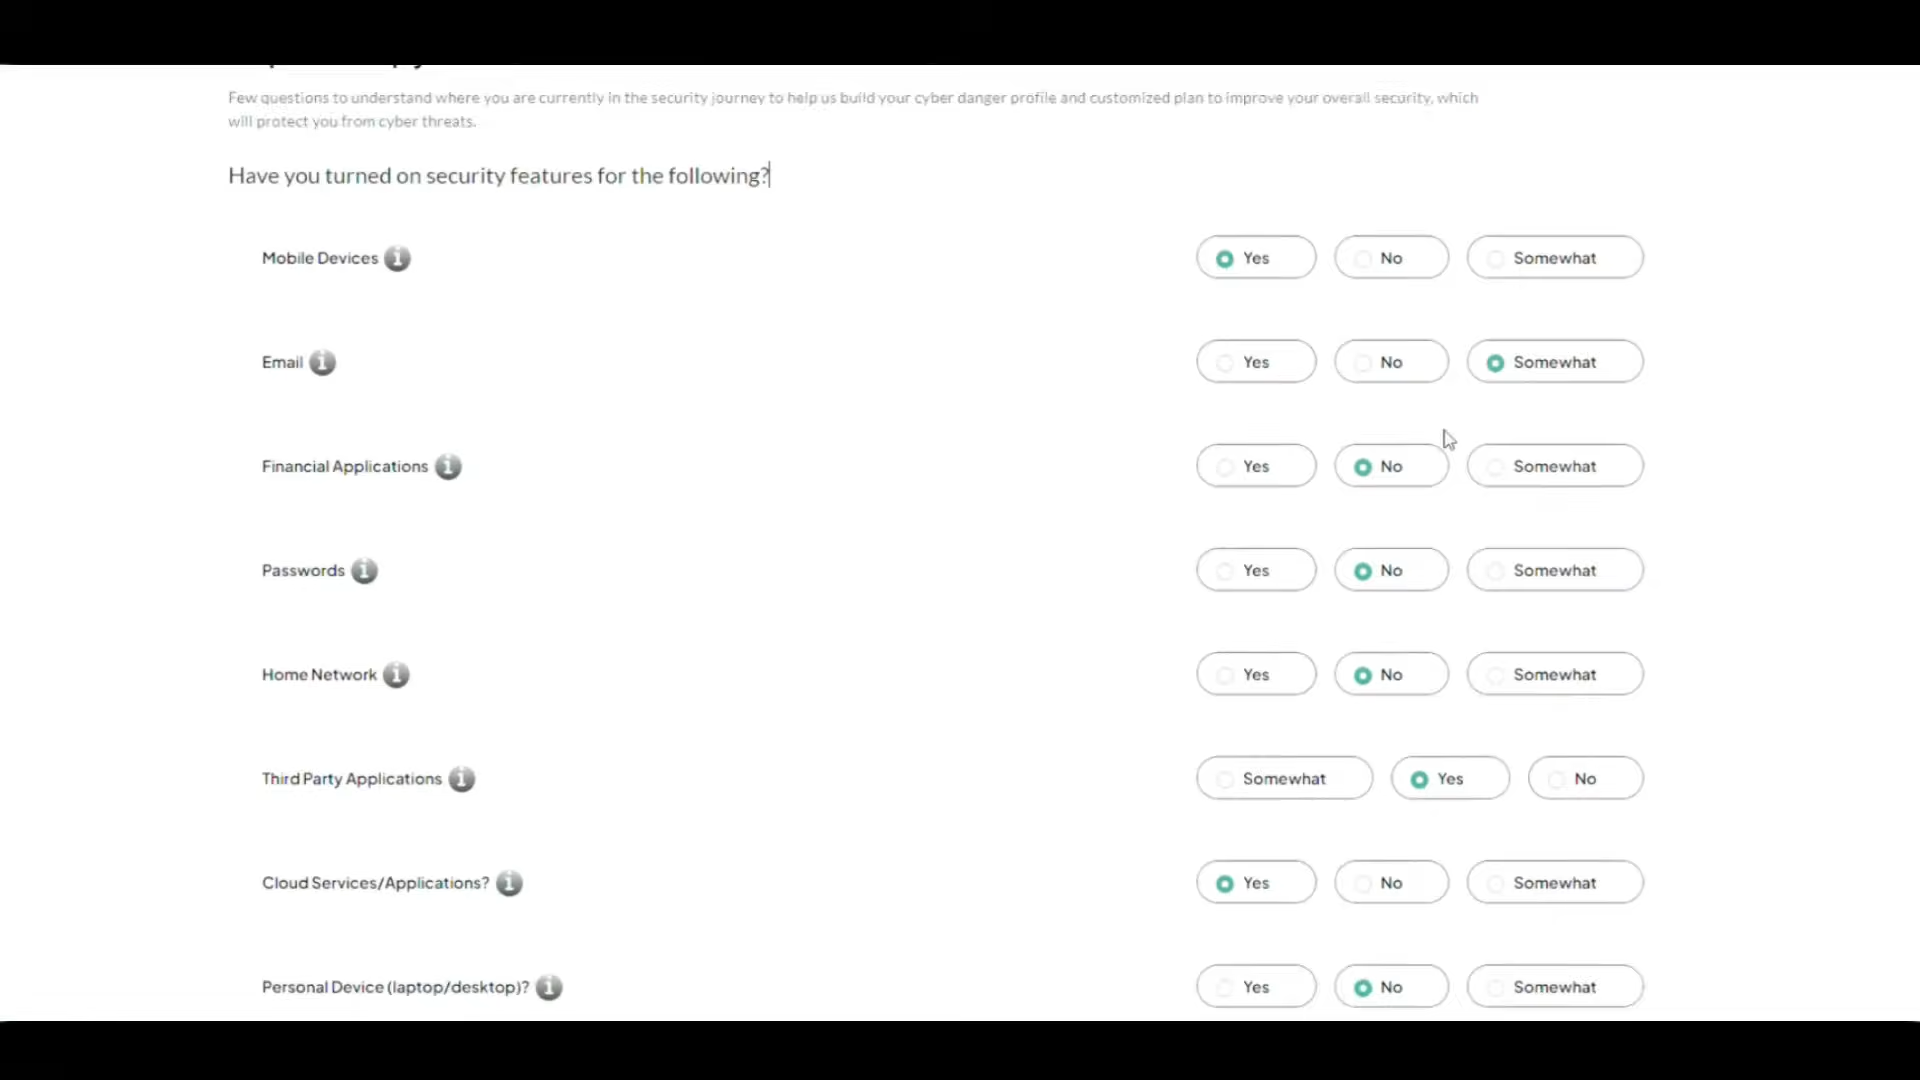 Few questions to understand where you are currently in the security journey to help us build your cyber danger profile and customized plan to improve your overall security, which
will protect you from cyber threats.
Have you turned on security features for the following?
Mobile Devices i Yes No Somewhat
Email i Yes No Somewhat
Financial Applications i Yes No Somewhat
Passwords i Yes No Somewhat
Home Network i Yes No Somewhat
Third Party Applications i Somewhat Yes No
Cloud Services/Applications? i Yes No Somewhat
Personal Device (laptop/desktop)? i Yes No Somewhat